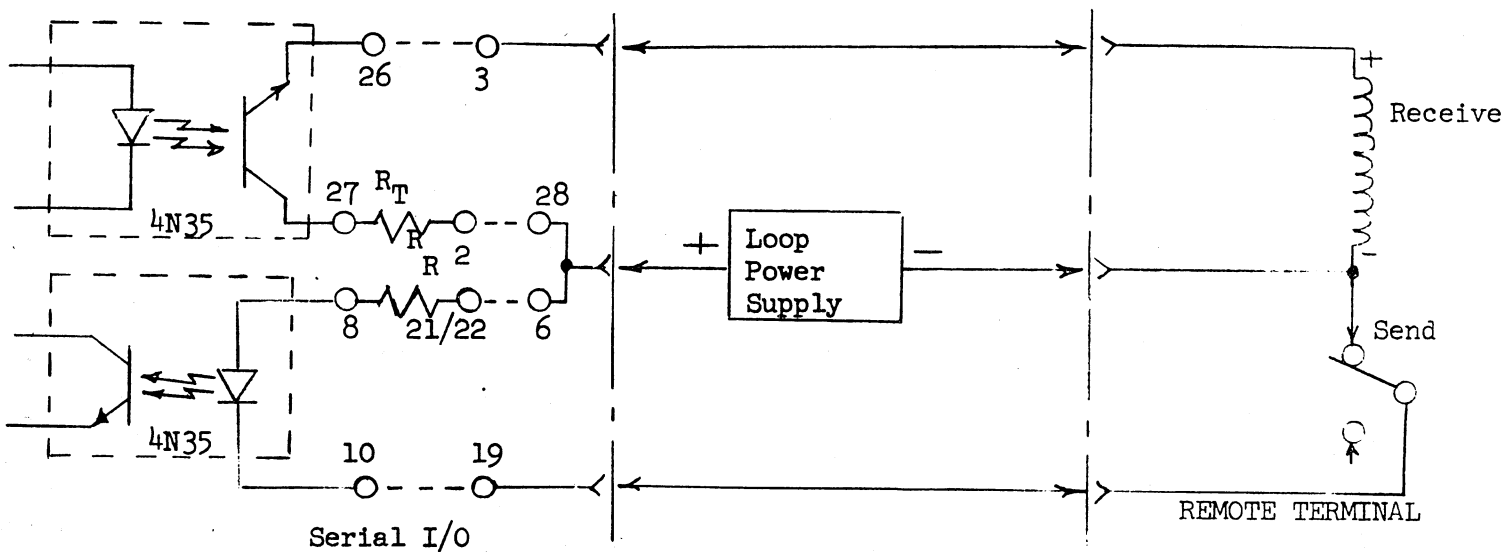 26
3
4N35
27
R_T
R
2
28
R
8
21/22
6
4N35
10
19
Serial I/O
+
Loop
Power
Supply
−
+
Receive
-
Send
REMOTE TERMINAL